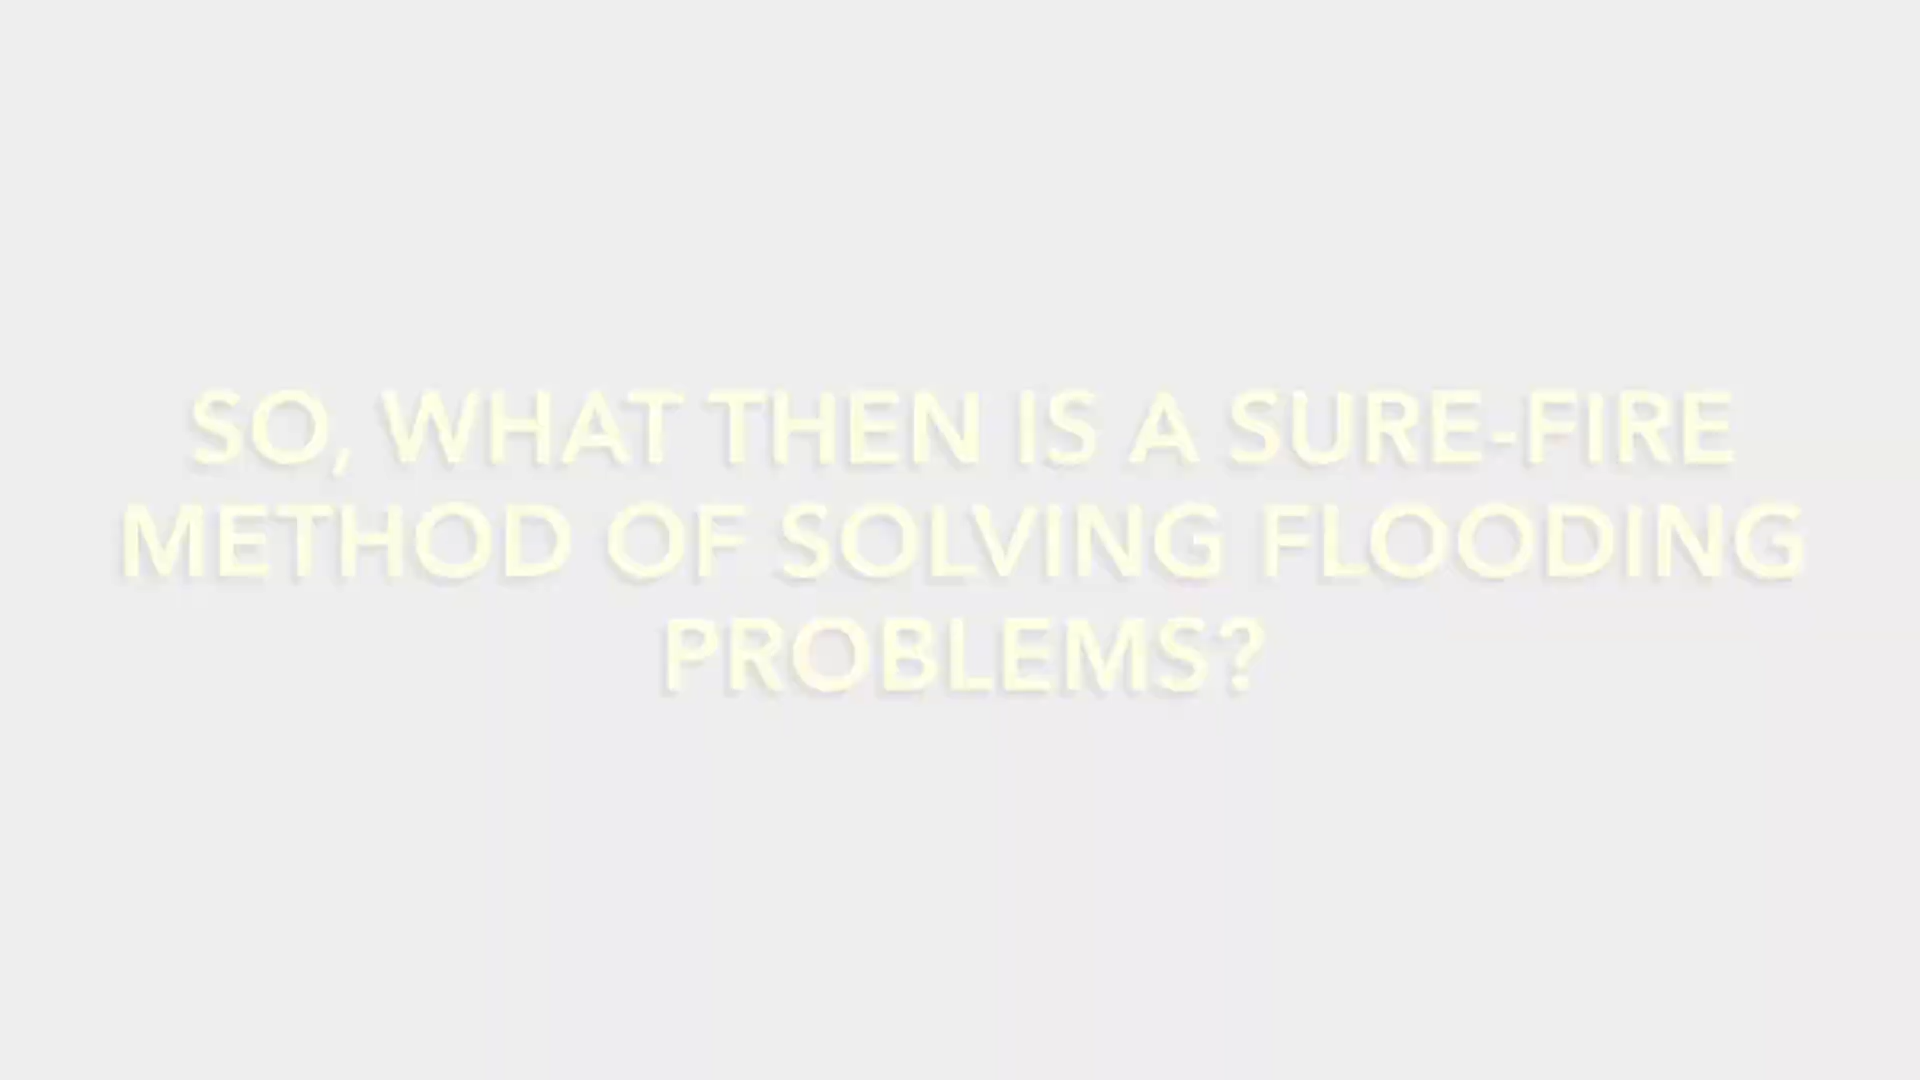 SO, WHAT THEN IS A SURE-FIRE
METHOD OF SOLVING FLOODING
PROBLEMS?